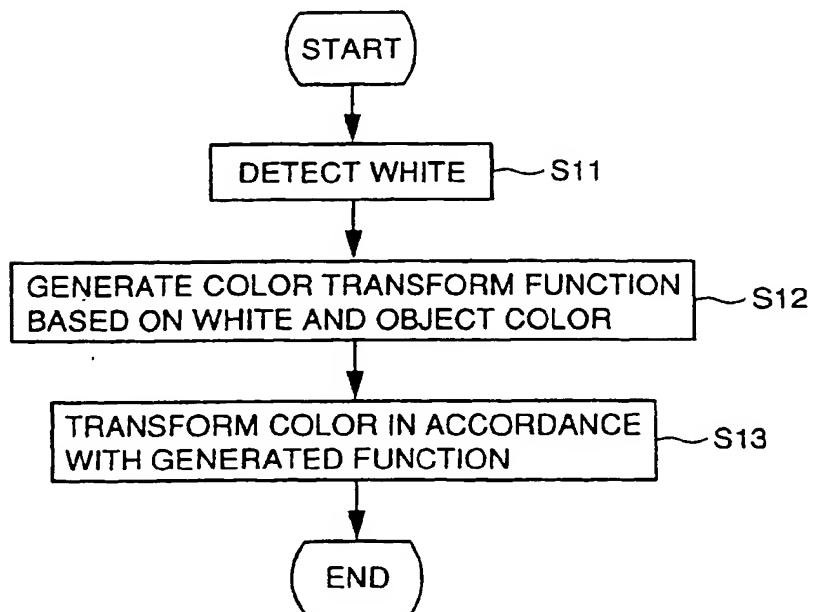 START
DETECT WHITE
S11
GENERATE COLOR TRANSFORM FUNCTION
BASED ON WHITE AND OBJECT COLOR
S12
TRANSFORM COLOR IN ACCORDANCE
WITH GENERATED FUNCTION
S13
END